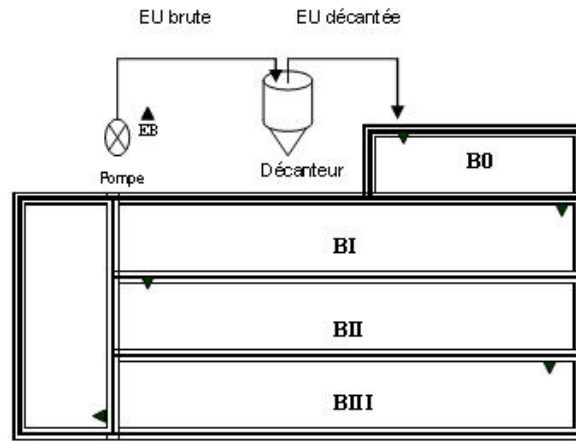 EU brute
EU décantée
EB
Pompe
Décanteur
B0
BI
BII
BIII